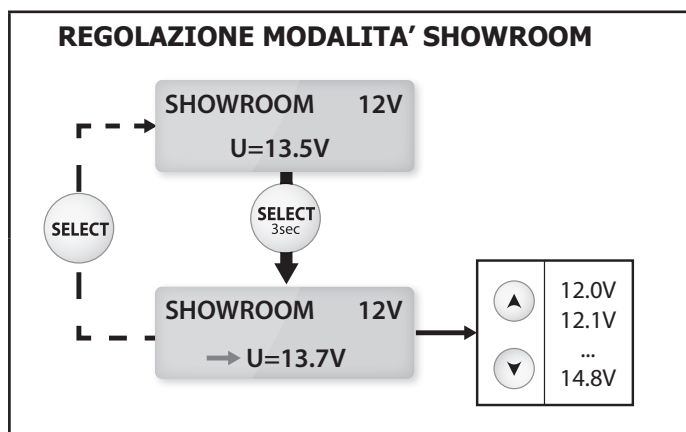 REGOLAZIONE MODALITA’ SHOWROOM
SHOWROOM 12V
U=13.5V
SELECT
SELECT
3sec
SHOWROOM 12V
U=13.7V
12.0V
12.1V
...
14.8V